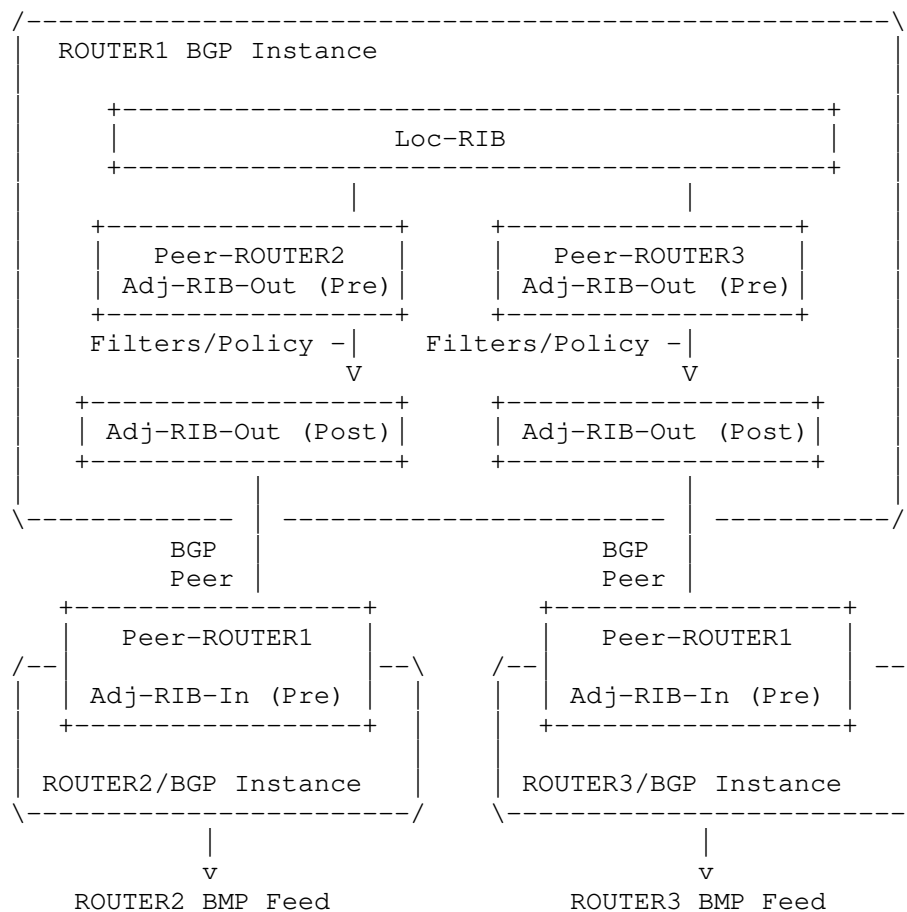 ROUTER1 BGP Instance
Loc-RIB
Peer-ROUTER2 Peer-ROUTER3
Adj-RIB-Out (Pre) Adj-RIB-Out (Pre)
Filters/Policy - Filters/Policy -
V V
Adj-RIB-Out (Post) Adj-RIB-Out (Post)
BGP BGP
Peer Peer
Peer-ROUTER1 Peer-ROUTER1
Adj-RIB-In (Pre) Adj-RIB-In (Pre)
ROUTER2/BGP Instance ROUTER3/BGP Instance
v v
ROUTER2 BMP Feed ROUTER3 BMP Feed